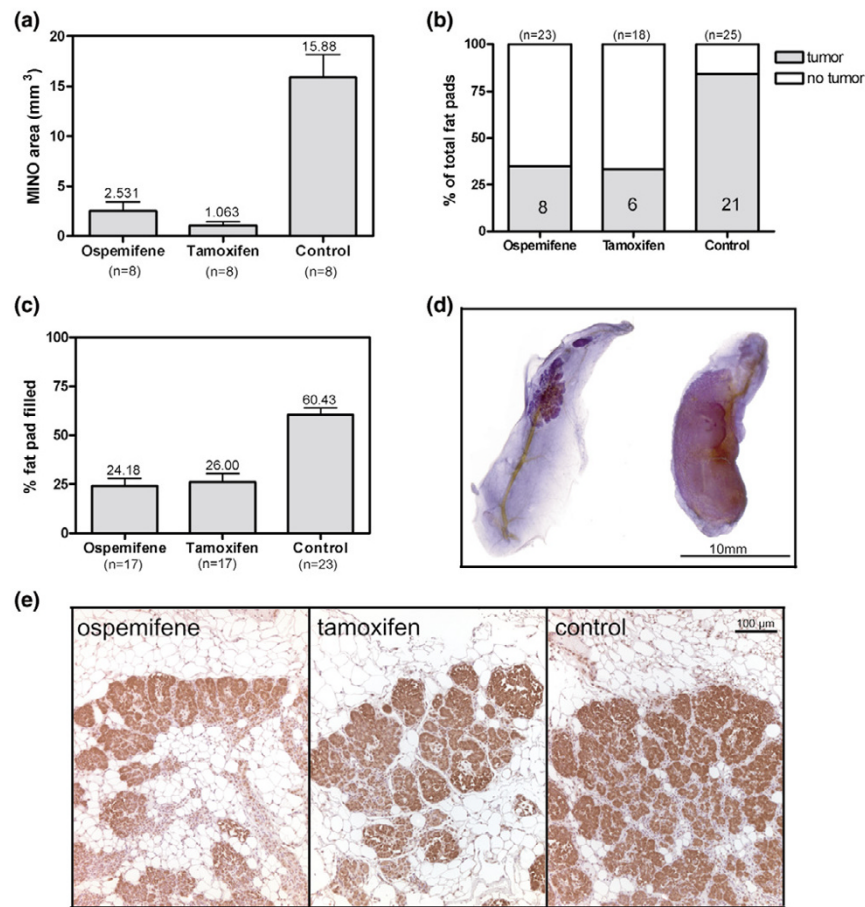 (a)
MINO area (mm³)
20
15
10
5
0
2.531
1.063
15.88
Ospemifene
Tamoxifen
Control
(n=8)
(n=8)
(n=8)
(b)
% of total fat pads
100
75
50
25
0
(n=23)
(n=18)
(n=25)
8
6
21
Ospemifene
Tamoxifen
Control
tumor
no tumor
(c)
% fat pad filled
100
75
50
25
0
24.18
26.00
60.43
Ospemifene
Tamoxifen
Control
(n=17)
(n=17)
(n=23)
(d)
10mm
(e)
ospemifene
tamoxifen
control
100 µm